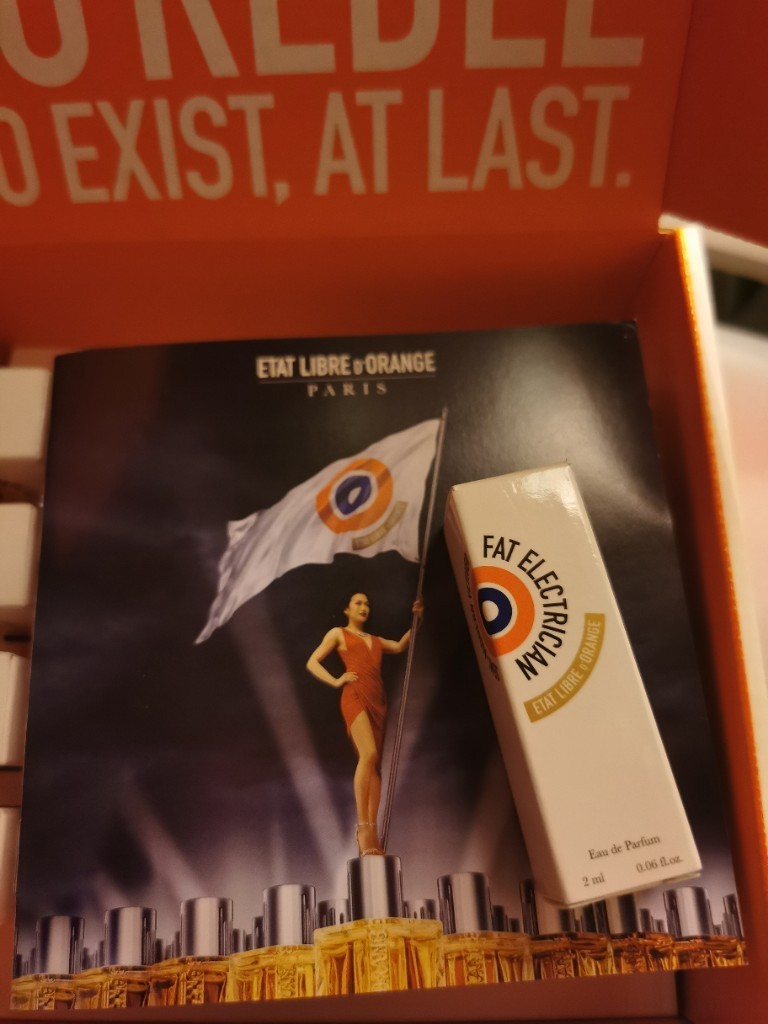 EXIST, AT LAST.
ETAT LIBRE D'ORANGE
PARIS
FAT ELECTRICIAN
ETAT LIBRE D'ORANGE
Eau de Parfum
2 ml 0.06 fl.oz.